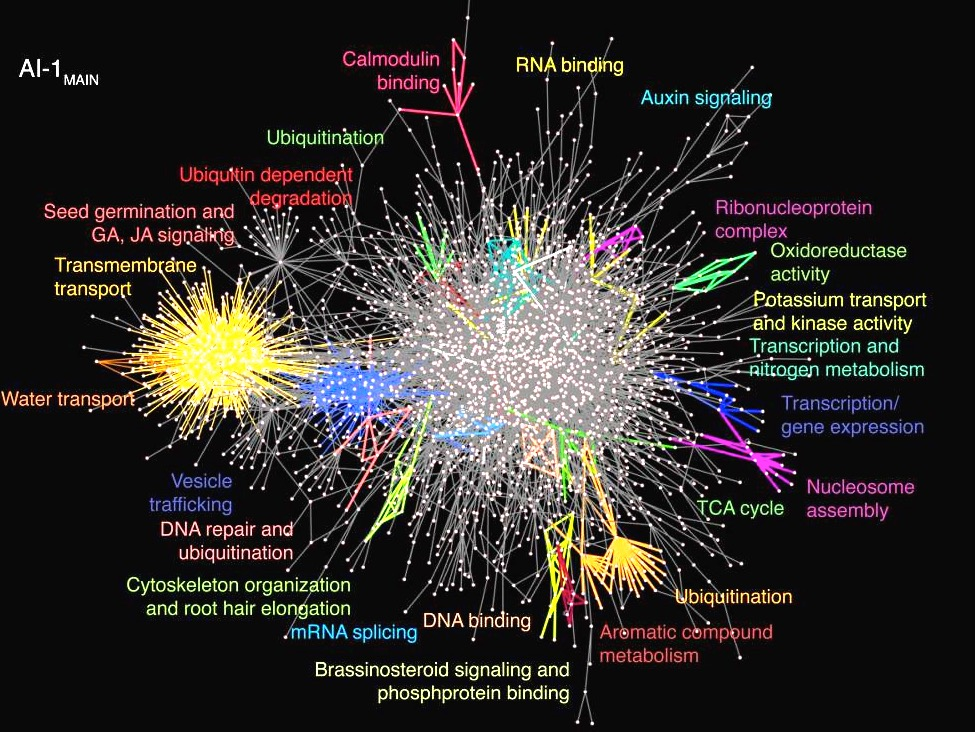 AI-1MAIN
Calmodulin
binding
RNA binding
Auxin signaling
Ubiquitination
Ubiquitin dependent
degradation
Seed germination and
GA, JA signaling
Transmembrane
transport
Water transport
Ribonucleoprotein
complex
Oxidoreductase
activity
Potassium transport
and kinase activity
Transcription and
nitrogen metabolism
Transcription/
gene expression
Nucleosome
assembly
TCA cycle
Vesicle
trafficking
DNA repair and
ubiquitination
Cytoskeleton organization
and root hair elongation
mRNA splicing
DNA binding
Ubiquitination
Aromatic compound
metabolism
Brassinosteroid signaling and
phosphprotein binding